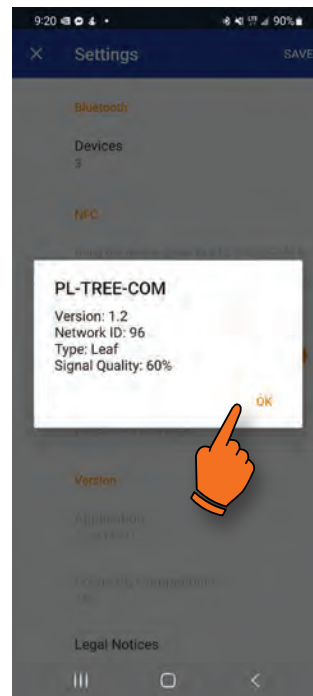 9:20
90%
Settings
SAVE
Bluetooth
Devices
3
NFC
PL-TREE-COM
Version: 1.2
Network ID: 96
Type: Leaf
Signal Quality: 60%
OK
Version
Application
Legal Notices